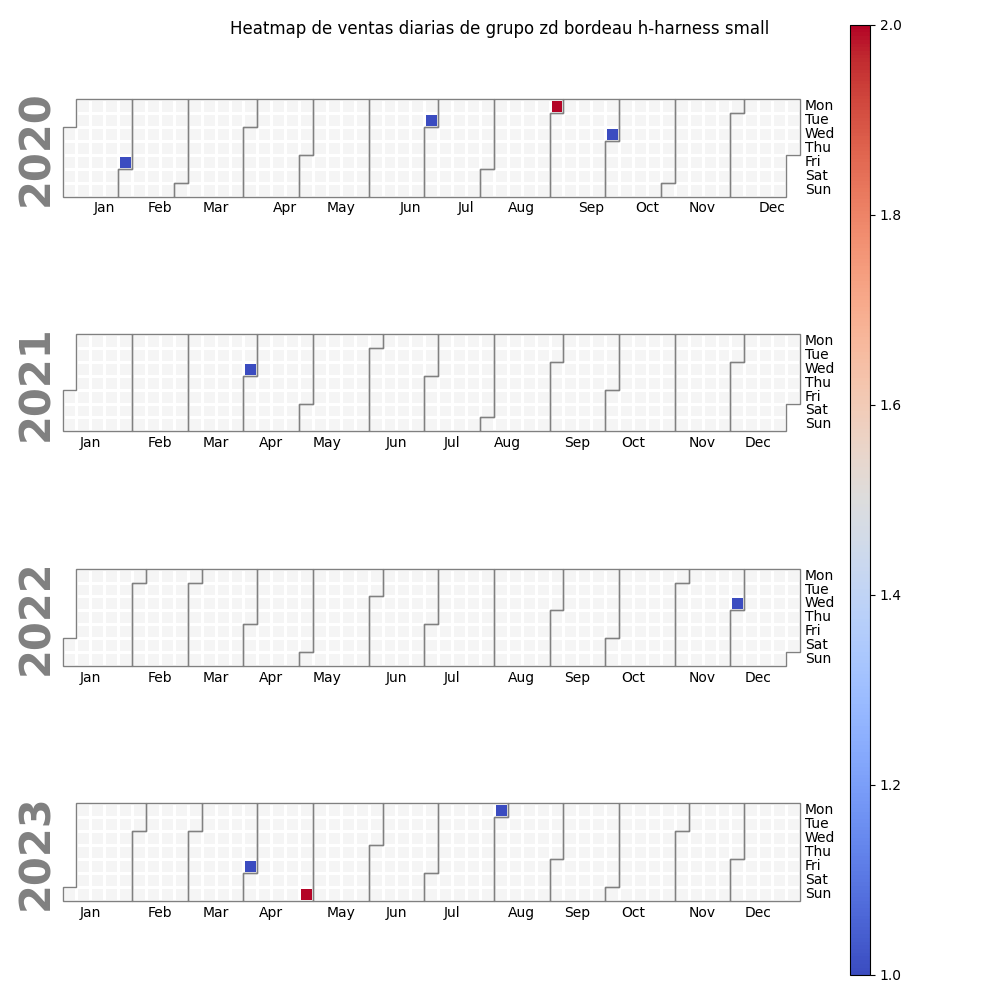 Heatmap de ventas diarias de grupo zd bordeau h-harness small
2020
Mon
Tue
Wed
Thu
Fri
Sat
Sun
Jan Feb Mar Apr May Jun Jul Aug Sep Oct Nov Dec
2021
Mon
Tue
Wed
Thu
Fri
Sat
Sun
Jan Feb Mar Apr May Jun Jul Aug Sep Oct Nov Dec
2022
Mon
Tue
Wed
Thu
Fri
Sat
Sun
Jan Feb Mar Apr May Jun Jul Aug Sep Oct Nov Dec
2023
Mon
Tue
Wed
Thu
Fri
Sat
Sun
Jan Feb Mar Apr May Jun Jul Aug Sep Oct Nov Dec
2.0
1.8
1.6
1.4
1.2
1.0